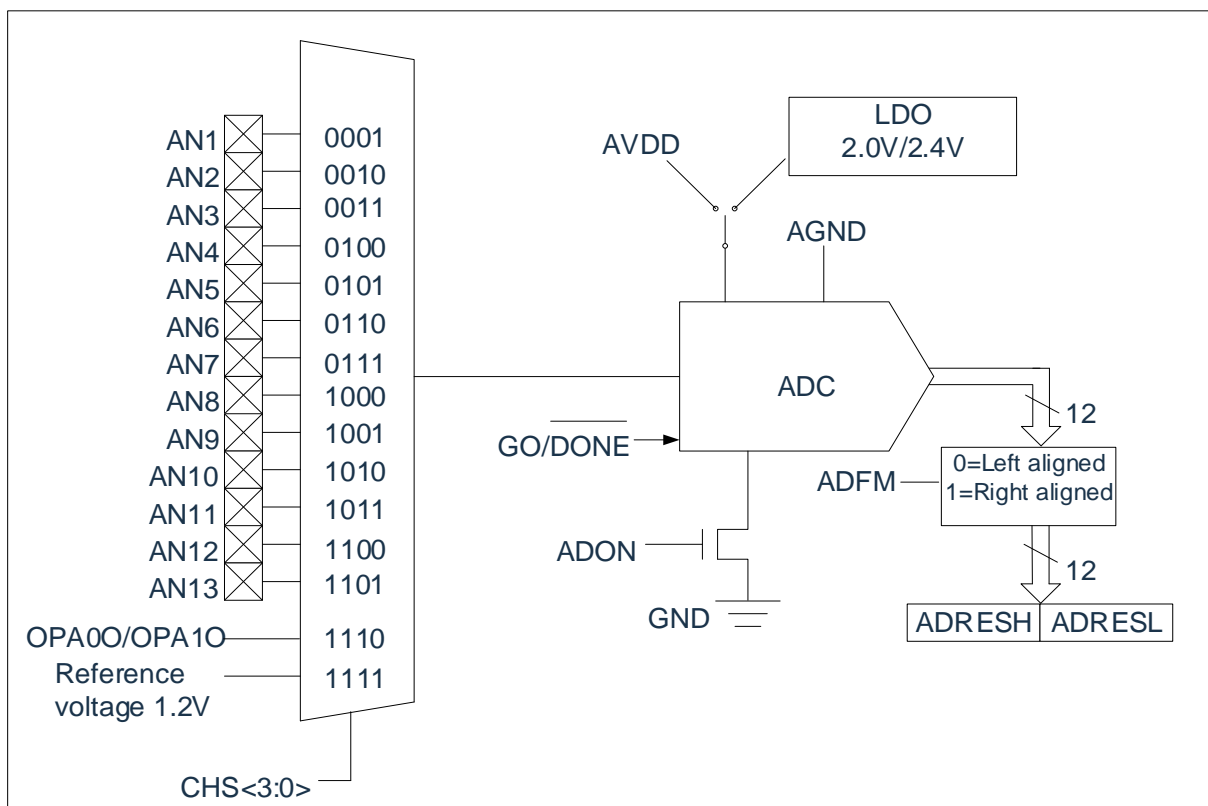 AN1
0001
AN2
0010
AN3
0011
AN4
0100
AN5
0101
AN6
0110
AN7
0111
AN8
1000
AN9
1001
AN10
1010
AN11
1011
AN12
1100
AN13
1101
OPA0O/OPA1O
1110
Reference
voltage 1.2V
1111
CHS<3:0>
AVDD
LDO
2.0V/2.4V
AGND
ADC
GO/DONE
ADON
GND
12
ADFM
0=Left aligned
1=Right aligned
12
ADRESH
ADRESL